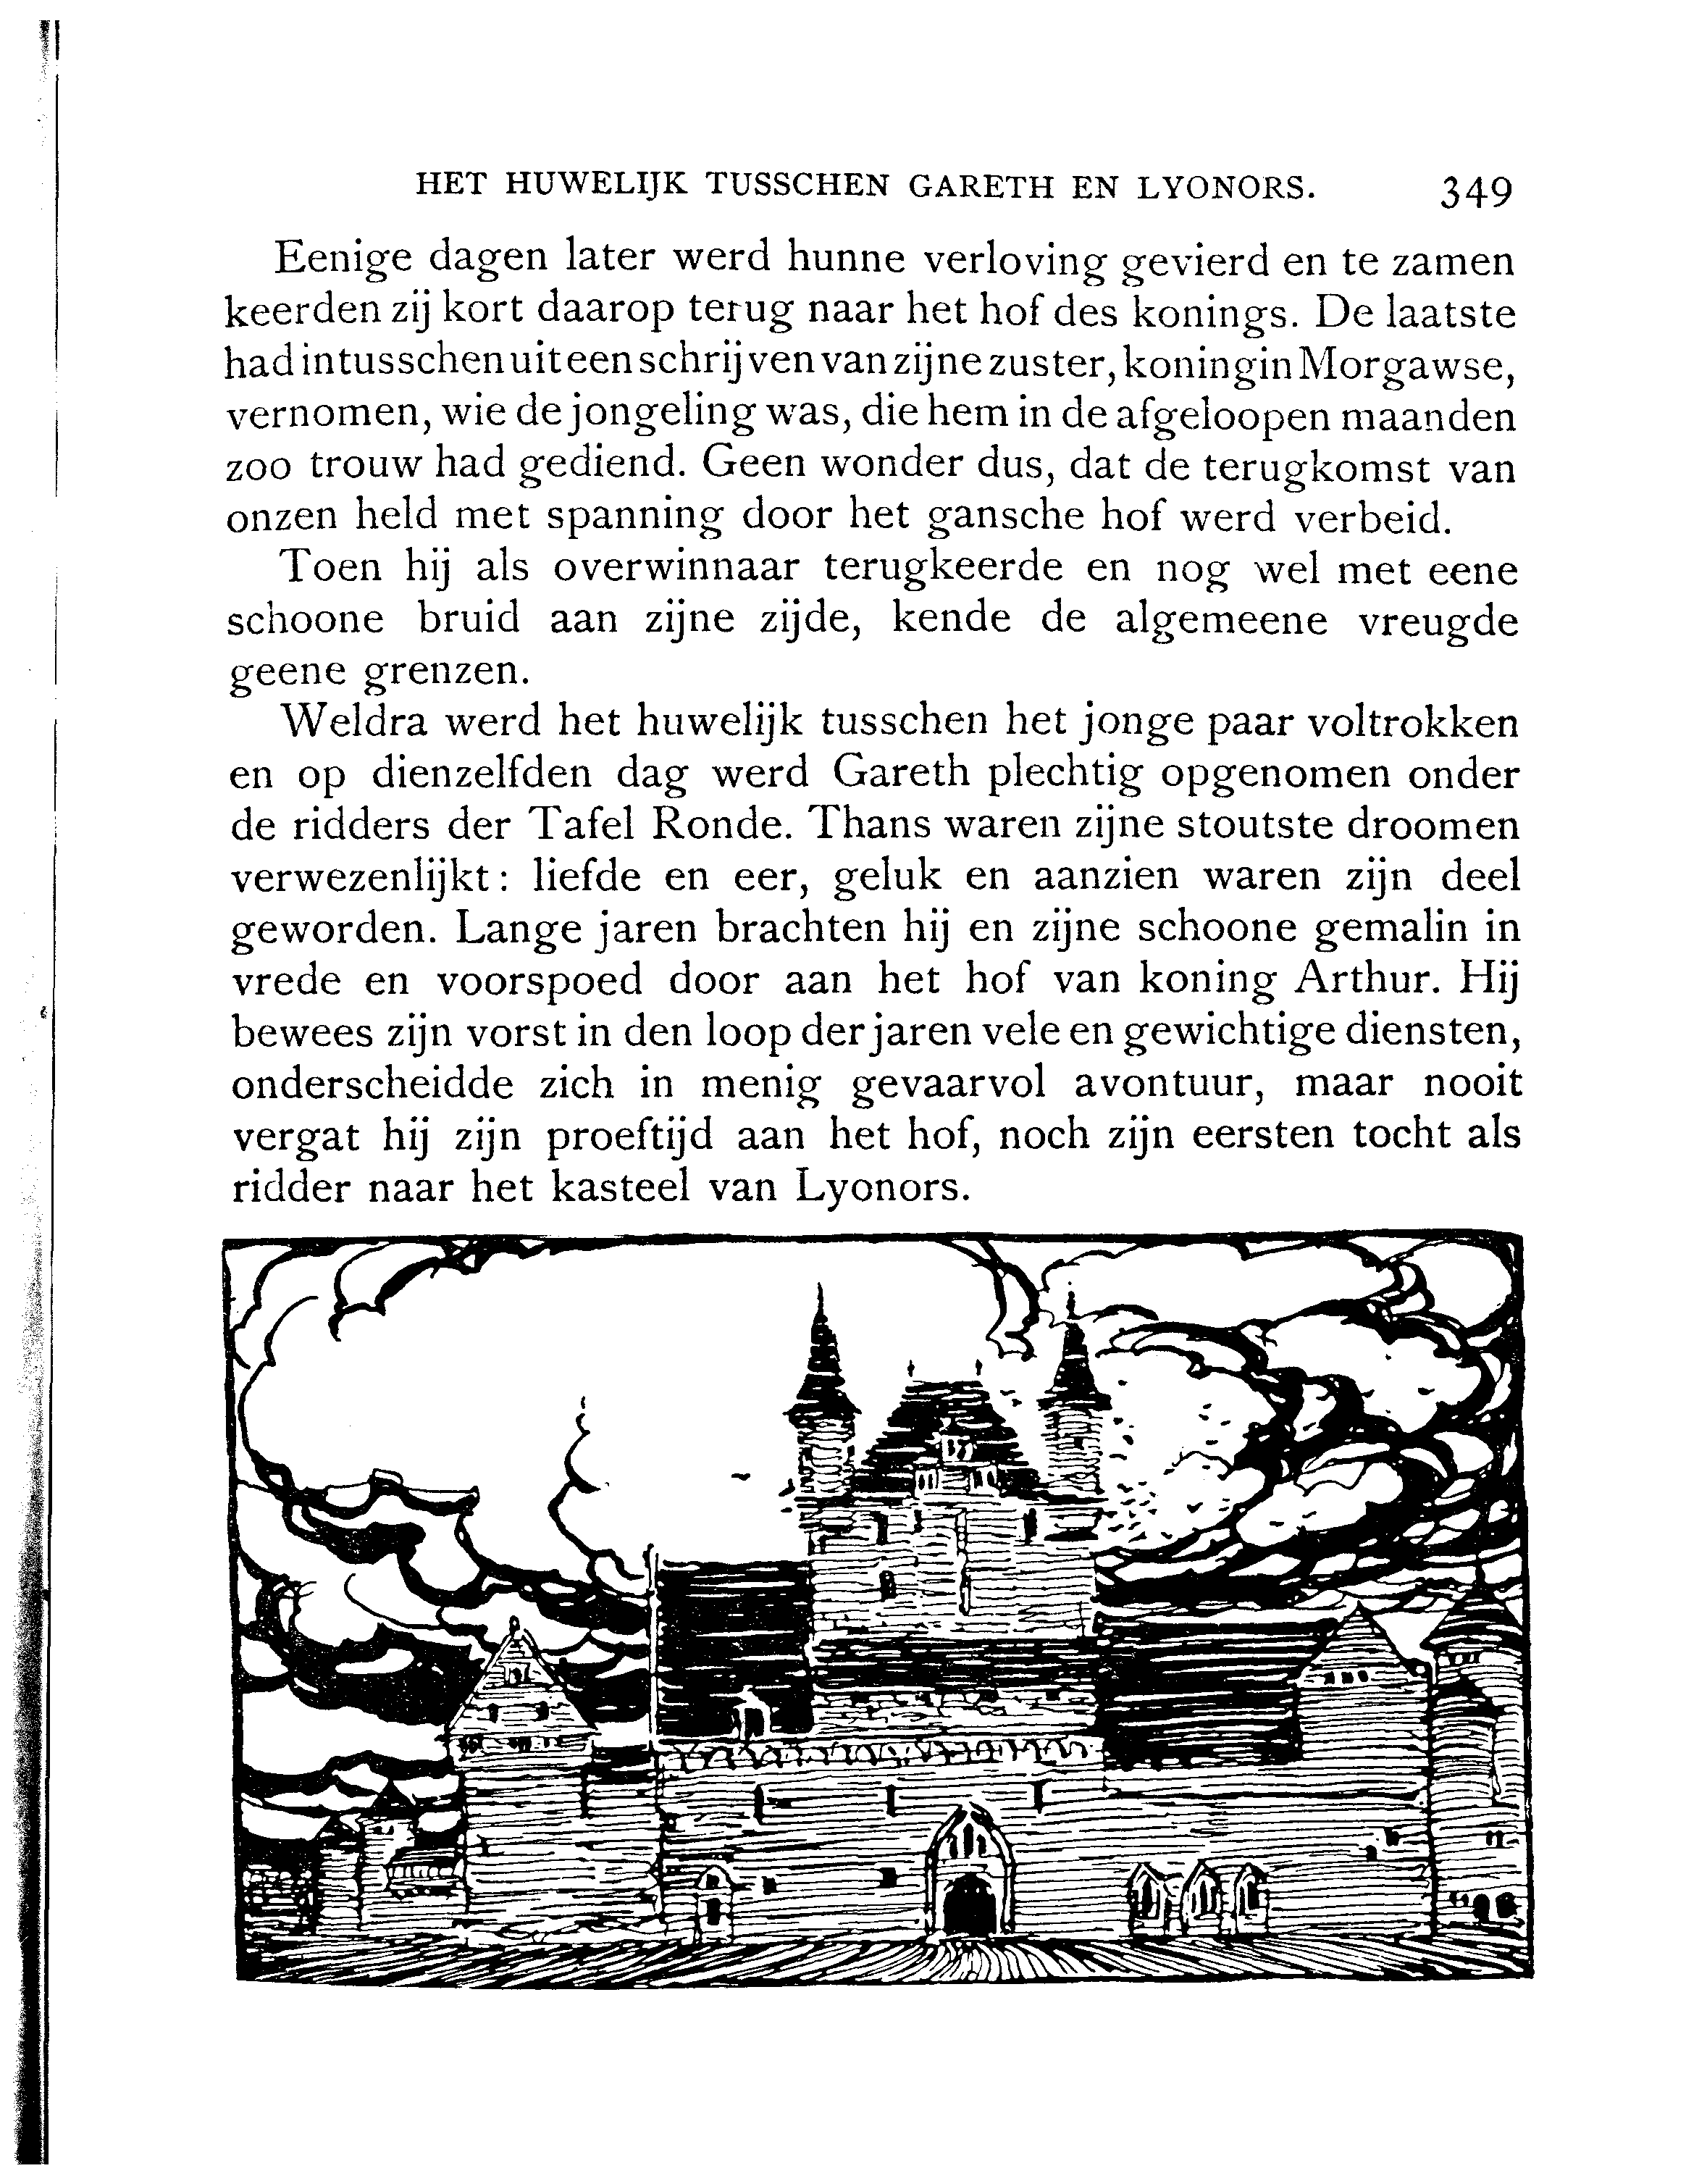 HET HUWELIJK TUSSCHEN GARETH EN LYONORS. 349
Eenige dagen later werd hunne verloving gevierd en te zamen
keerden zij kort daarop terug naar het hof des konings. De laatste
had intusschen uit een schrijven van zijne zuster, koningin Morgawse,
vernomen, wie de jongeling was, die hem in de afgeloopen maanden
zoo trouw had gediend. Geen wonder dus, dat de terugkomst van
onzen held met spanning door het gansche hof werd verbeid.
Toen hij als overwinnaar terugkeerde en nog wel met eene
schoone bruid aan zijne zijde, kende de algemeene vreugde
geene grenzen.
Weldra werd het huwelijk tusschen het jonge paar voltrokken
en op dienzelfden dag werd Gareth plechtig opgenomen onder
de ridders der Tafel Ronde. Thans waren zijne stoutste droomen
verwezenlijkt: liefde en eer, geluk en aanzien waren zijn deel
geworden. Lange jaren brachten hij en zijne schoone gemalin in
vrede en voorspoed door aan het hof van koning Arthur. Hij
bewees zijn vorst in den loop der jaren vele en gewichtige diensten,
onderscheidde zich in menig gevaarvol avontuur, maar nooit
vergat hij zijn proeftijd aan het hof, noch zijn eersten tocht als
ridder naar het kasteel van Lyonors.